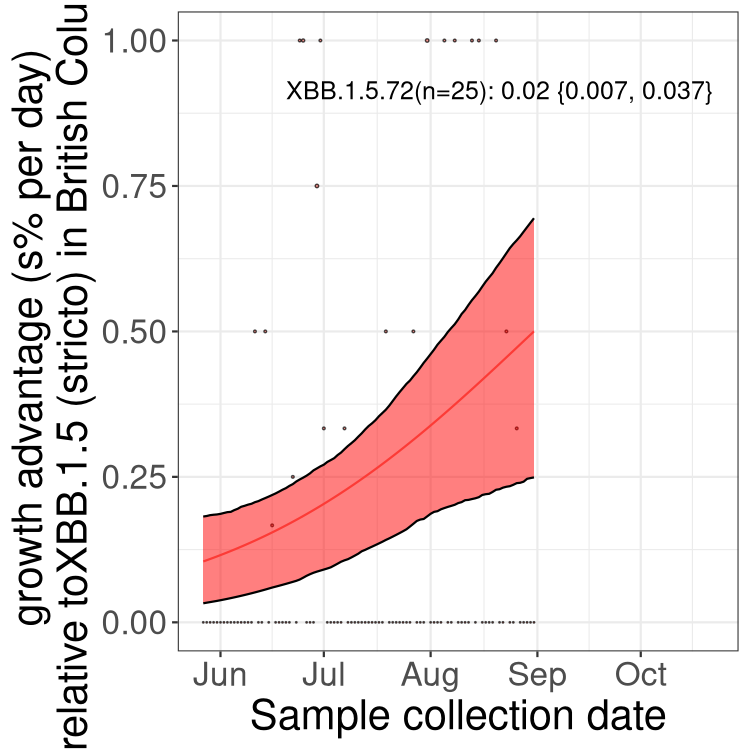 growth advantage (s% per day)
relative toXBB.1.5 (stricto) in British Colu
1.00
0.75
0.50
0.25
0.00
XBB.1.5.72(n=25): 0.02 {0.007, 0.037}
Jun Jul Aug Sep Oct
Sample collection date